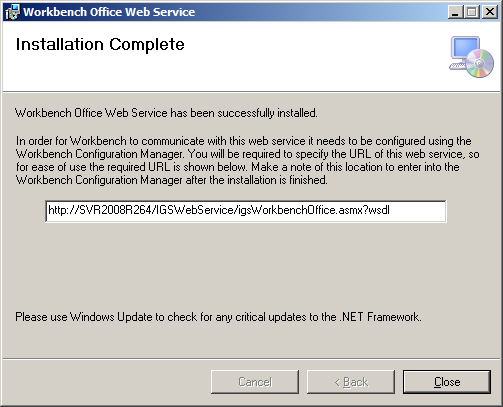 Workbench Office Web Service
Installation Complete
Workbench Office Web Service has been successfully installed.
In order for Workbench to communicate with this web service it needs to be configured using the
Workbench Configuration Manager. You will be required to specify the URL of this web service, so
for ease of use the required URL is shown below. Make a note of this location to enter into the
Workbench Configuration Manager after the installation is finished.
http://SVR2008R264/IGSWebService/igsWorkbenchOffice.asmx?wsdl
Please use Windows Update to check for any critical updates to the .NET Framework.
Cancel
< Back
Close